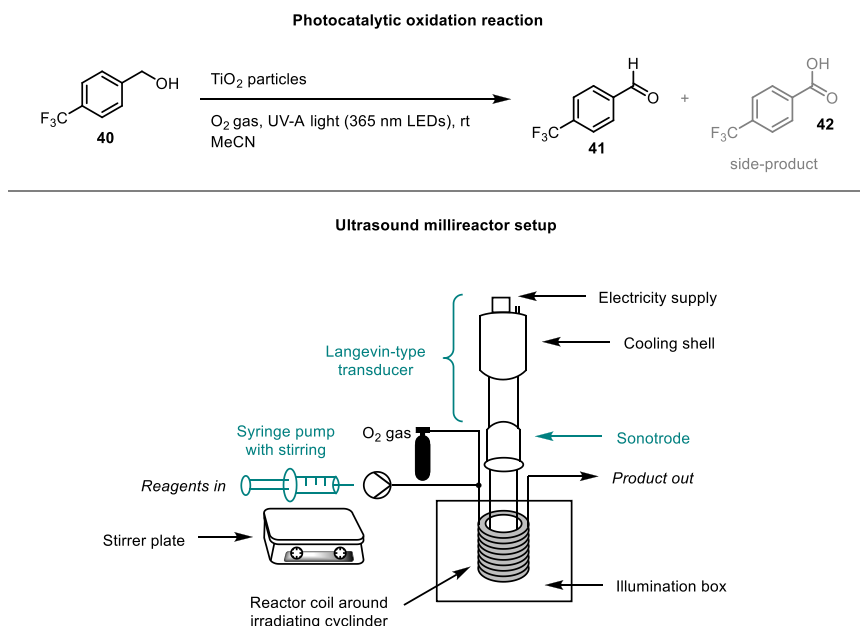 Photocatalytic oxidation reaction
OH
F₃C
40
TiO₂ particles
O₂ gas, UV-A light (365 nm LEDs), rt
MeCN
H
O
F₃C
41
+
OH
O
F₃C
42
side-product
Ultrasound millireactor setup
Electricity supply
Cooling shell
Langevin-type
transducer
Syringe pump
with stirring
O₂ gas
Sonotrode
Reagents in
Product out
Stirrer plate
Illumination box
Reactor coil around
irradiating cyclinder